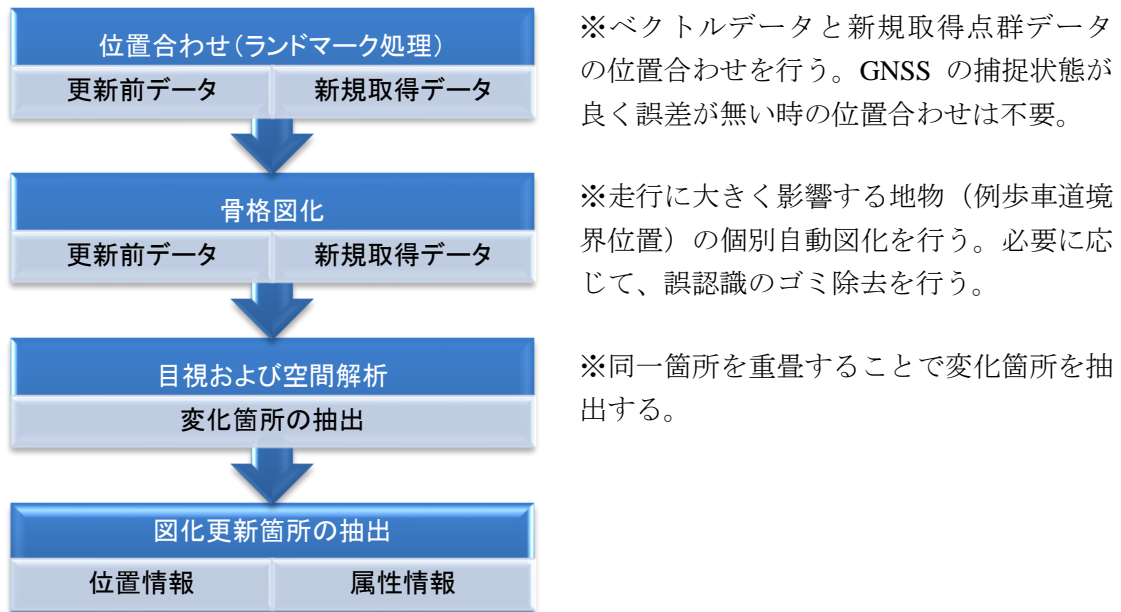 位置合わせ（ランドマーク処理）
更新前データ 新規取得データ
※ベクトルデータと新規取得点群データ
の位置合わせを行う。GNSS の捕捉状態が
良く誤差が無い時の位置合わせは不要。
骨格図化
更新前データ 新規取得データ
※走行に大きく影響する地物（例歩車道境
界位置）の個別自動図化を行う。必要に応
じて、誤認識のゴミ除去を行う。
目視および空間解析
変化箇所の抽出
※同一箇所を重畳することで変化箇所を抽
出する。
図化更新箇所の抽出
位置情報 属性情報